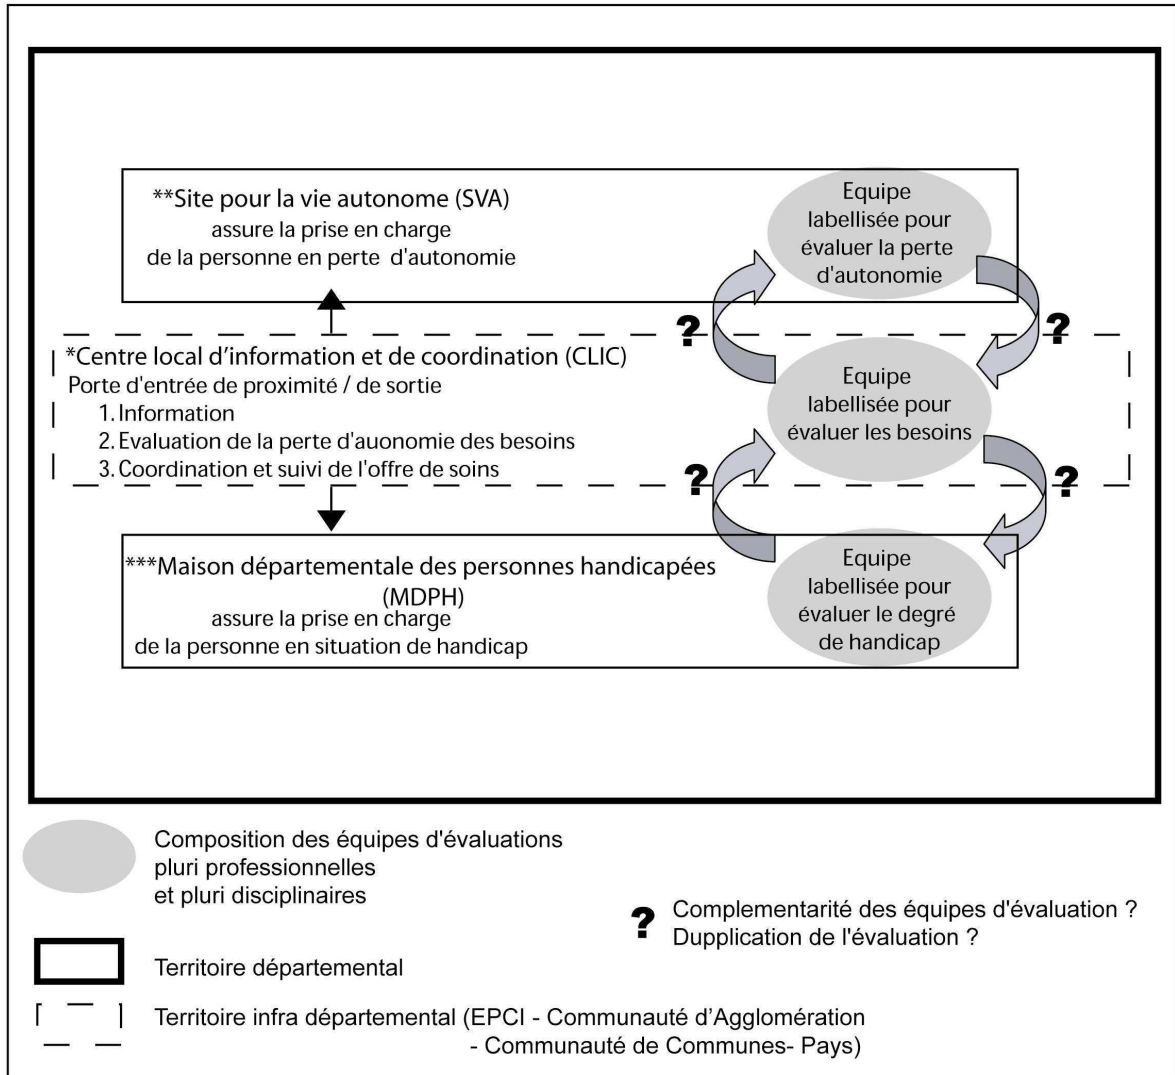 **Site pour la vie autonome (SVA)
assure la prise en charge
de la personne en perte d'autonomie
Equipe
labellisée pour
évaluer la perte
d'autonomie
?
?
*Centre local d'information et de coordination (CLIC)
Porte d'entrée de proximité / de sortie
1. Information
2. Evaluation de la perte d'auonomie des besoins
3. Coordination et suivi de l'offre de soins
Equipe
labellisée pour
évaluer les besoins
?
?
***Maison départementale des personnes handicapées
(MDPH)
assure la prise en charge
de la personne en situation de handicap
Equipe
labellisée pour
évaluer le degré
de handicap
Composition des équipes d'évaluations
pluri professionnelles
et pluri disciplinaires
? Complementarité des équipes d'évaluation ?
Dupplication de l'évaluation ?
Territoire départemental
Territoire infra départemental (EPCI - Communauté d'Agglomération
- Communauté de Communes- Pays)